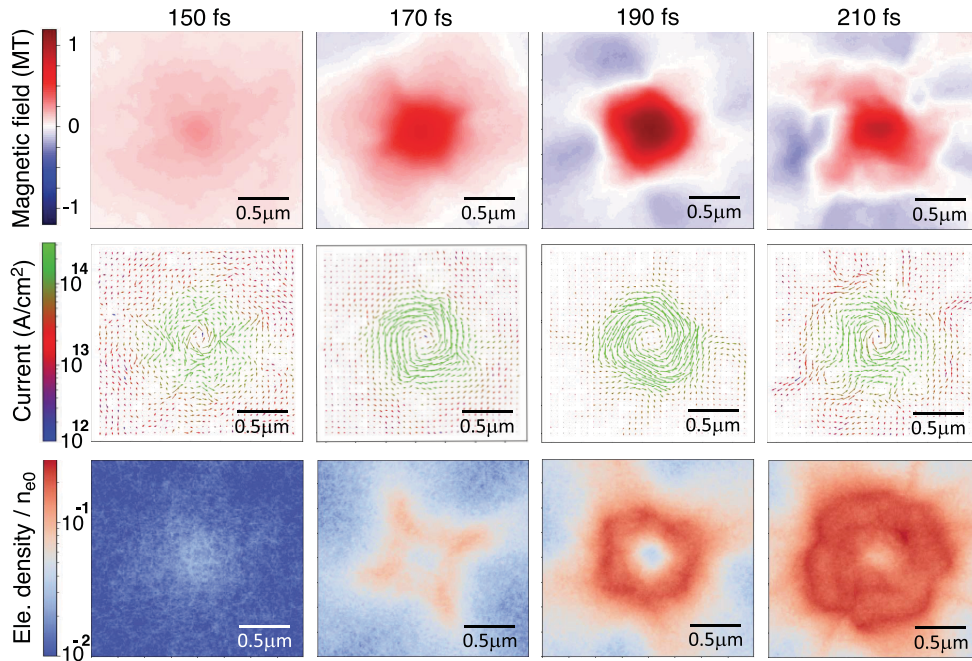 150 fs 170 fs 190 fs 210 fs
Magnetic field (MT)
1
0
-1
0.5μm 0.5μm 0.5μm 0.5μm
Current (A/cm²)
10¹⁴
10¹³
10¹²
0.5μm 0.5μm 0.5μm 0.5μm
Ele. density / nₑ₀
10⁻¹
10⁻²
0.5μm 0.5μm 0.5μm 0.5μm